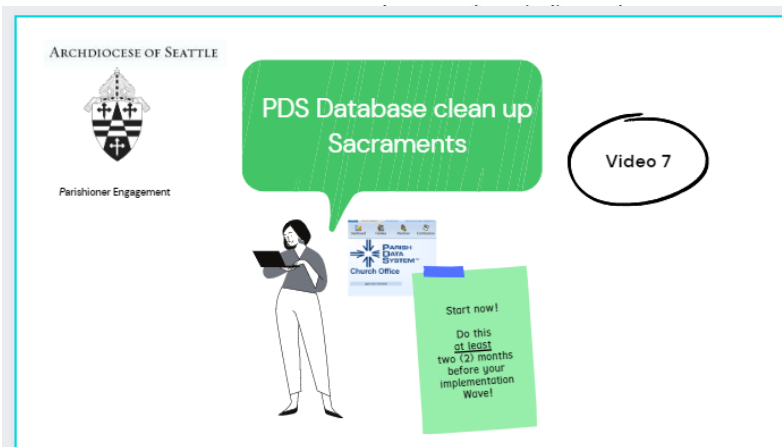 ARCHDIOCESE OF SEATTLE
Parishioner Engagement
PDS Database clean up
Sacraments
Video 7
PARISH
DATA
SYSTEM™
Church Office
Start now!
Do this
at least
two (2) months
before your
implementation
Wave!